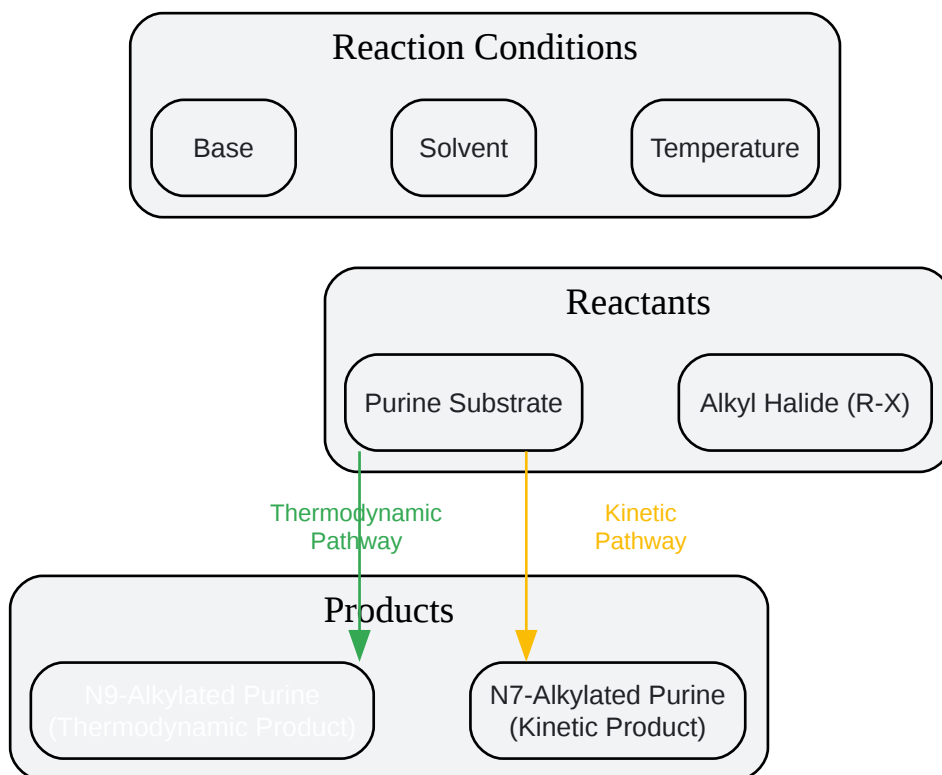 Reaction Conditions
Base
Solvent
Temperature
Reactants
Purine Substrate
Alkyl Halide (R-X)
Thermodynamic
Pathway
Kinetic
Pathway
Products
N9-Alkylated Purine
(Thermodynamic Product)
N7-Alkylated Purine
(Kinetic Product)